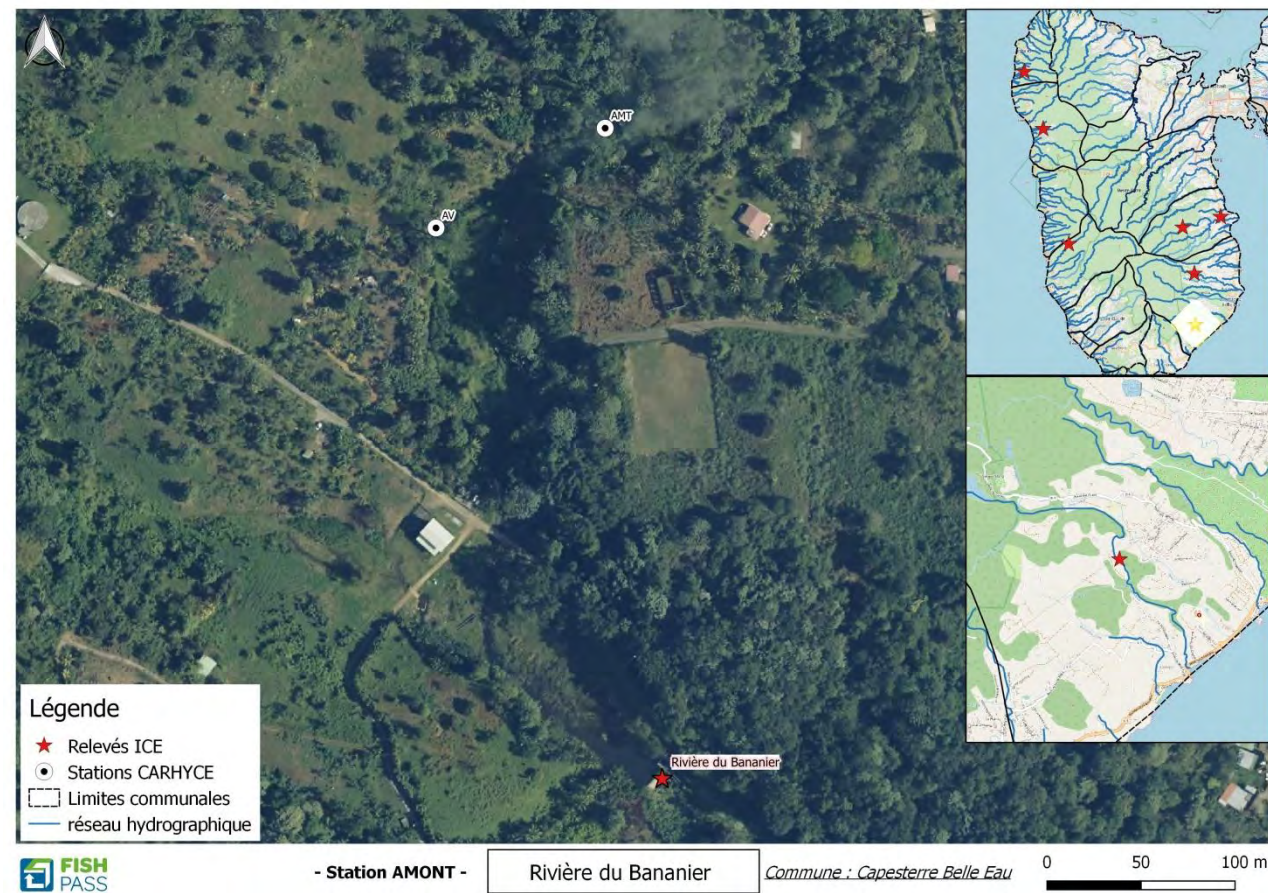 AMT
AV
Rivière du Bananier
Légende
Relevés ICE
Stations CARHYCE
Limites communales
réseau hydrographique
FISH
PASS
- Station AMONT -
Rivière du Bananier
Commune : Capesterre Belle Eau
0 50 100 m